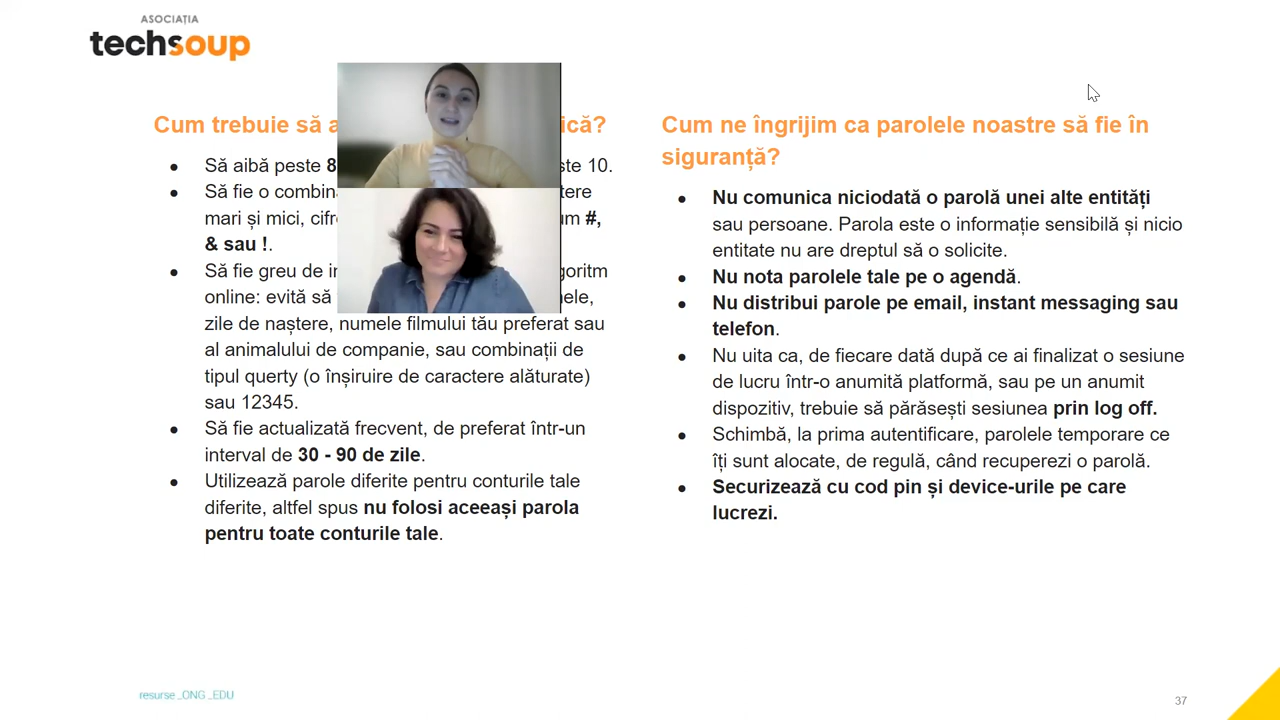 ASOCIAȚIA
techsoup
Cum trebuie să ică?
Să aibă peste 8 ste 10.
Să fie o
mari și mici, #,
& sau !.
Să fie greu de
online: evită să
zile de naștere, numele filmului tău preferat sau
al animalului de companie, sau combinații de
tipul querty (o înșiruire de caractere alăturate)
sau 12345.
Să fie actualizată frecvent, de preferat într-un
interval de 30 - 90 de zile.
Utilizează parole diferite pentru conturile tale
diferite, altfel spus nu folosi aceeași parola
pentru toate conturile tale.
Cum ne îngrijim ca parolele noastre să fie în
siguranță?
Nu comunica niciodată o parolă unei alte entități
sau persoane. Parola este o informație sensibilă și nicio
entitate nu are dreptul să o solicite.
Nu nota parolele tale pe o agendă.
Nu distribui parole pe email, instant messaging sau
telefon.
Nu uita ca, de fiecare dată după ce ai finalizat o sesiune
de lucru într-o anumită platformă, sau pe un anumit
dispozitiv, trebuie să părăsești sesiunea prin log off.
Schimbă, la prima autentificare, parolele temporare ce
îți sunt alocate, de regulă, când recuperezi o parolă.
Securizează cu cod pin și device-urile pe care
lucrezi.
resurse _ONG _EDU
37